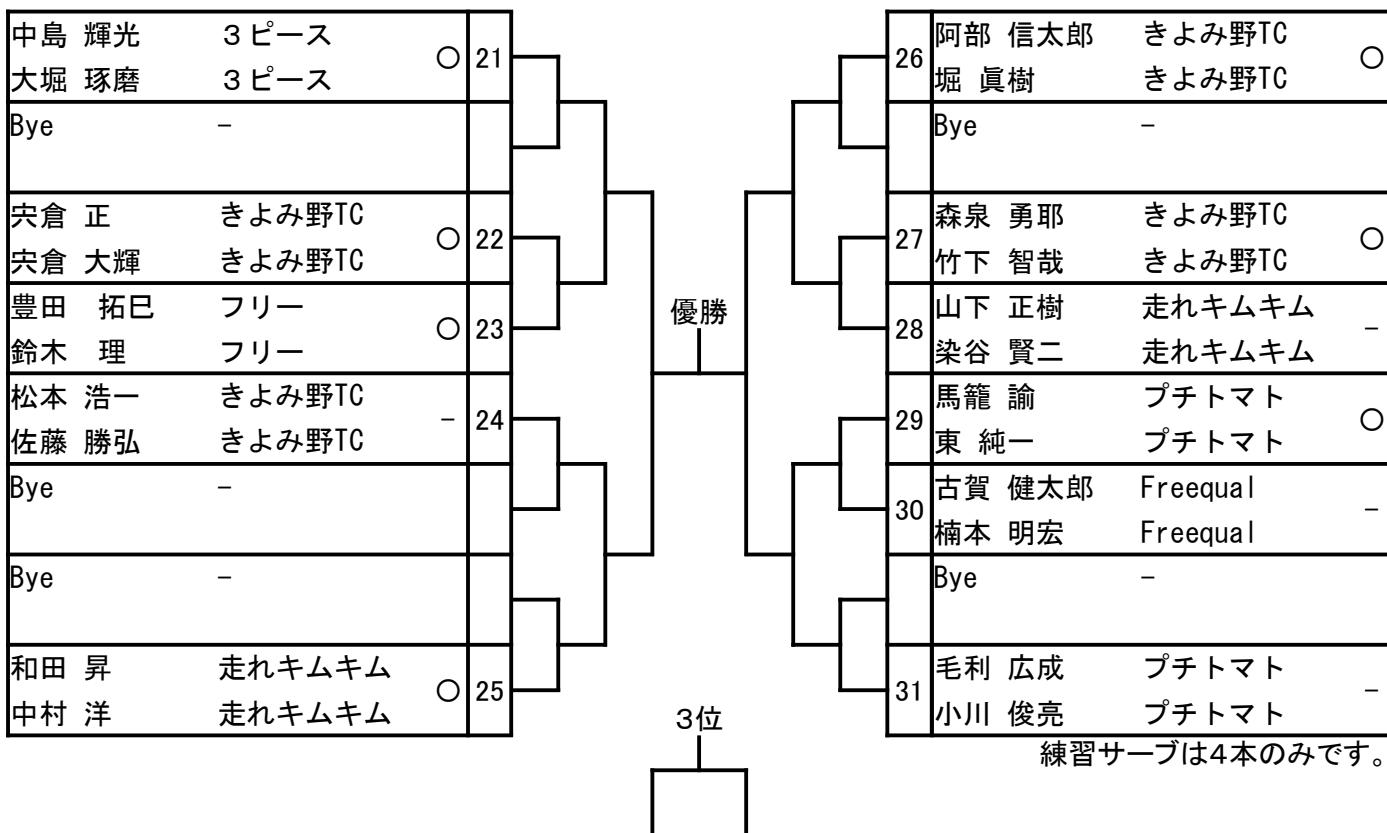 中島 輝光 3ピース
○ 21
大堀 琢磨 3ピース
Bye -
宍倉 正 きよみ野TC
○ 22
宍倉 大輝 きよみ野TC
豊田 拓巳 フリー
○ 23
鈴木 理 フリー
松本 浩一 きよみ野TC
- 24
佐藤 勝弘 きよみ野TC
Bye -
Bye -
和田 昇 走れキムキム
○ 25
中村 洋 走れキムキム
優勝
3位
阿部 信太郎 きよみ野TC
26 ○
堀 眞樹 きよみ野TC
Bye -
森泉 勇耶 きよみ野TC
27 ○
竹下 智哉 きよみ野TC
山下 正樹 走れキムキム
28 -
染谷 賢二 走れキムキム
馬籠 諭 プチトマト
29 ○
東 純一 プチトマト
古賀 健太郎 Freequal
30 -
楠本 明宏 Freequal
Bye -
毛利 広成 プチトマト
31 -
小川 俊亮 プチトマト
練習サーブは4本のみです。